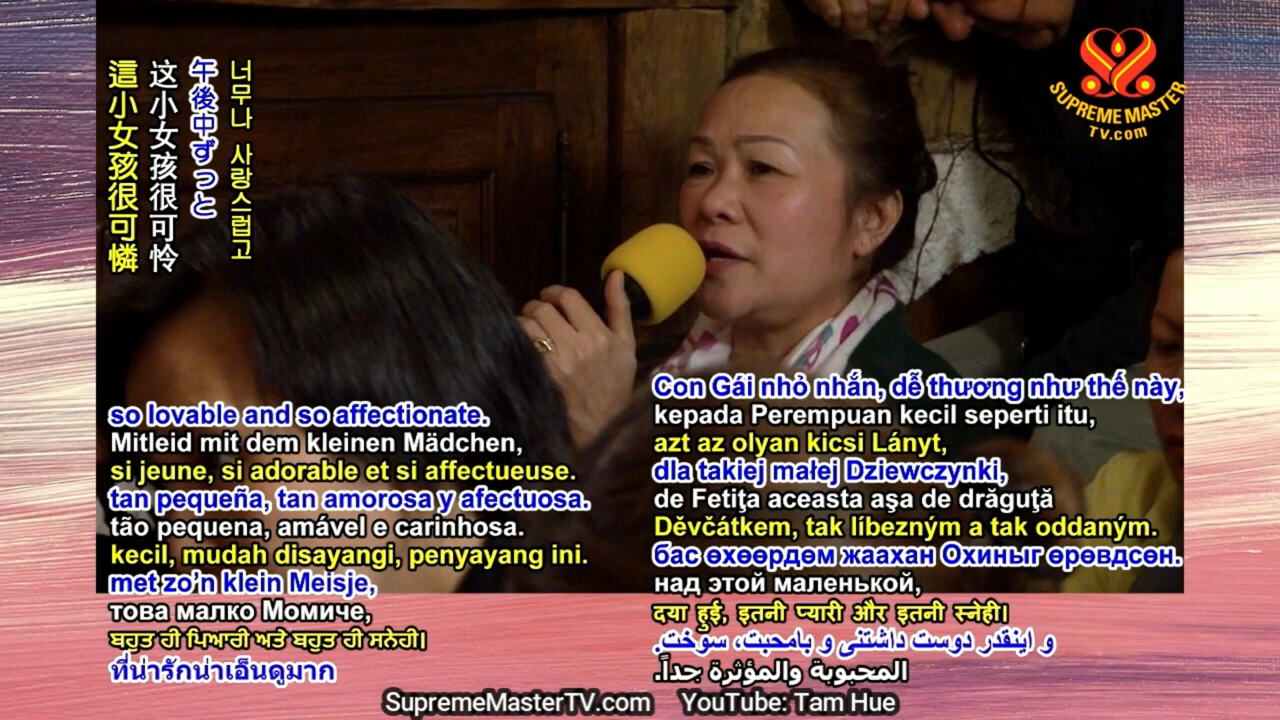 너무나 사랑스럽고
午後中ずっと
这小女孩很可怜
這小女孩很可憐
SUPREME MASTER
TV.com
so lovable and so affectionate.
Mitleid mit dem kleinen Mädchen,
si jeune, si adorable et si affectueuse.
tan pequeña, tan amorosa y afectuosa.
tão pequena, amável e carinhosa.
kecil, mudah disayangi, penyayang ini.
met zo’n klein Meisje,
това малко Момиче,
ਬਹੁਤ ਹੀ ਪਿਆਰੀ ਅਤੇ ਬਹੁਤ ਹੀ ਸਨੇਹੀ।
ที่น่ารักน่าเอ็นดูมาก
Con Gái nhỏ nhắn, dễ thương như thế này,
kepada Perempuan kecil seperti itu,
azt az olyan kicsi Lányt,
dla takiej małej Dziewczynki,
de Fetiţa aceasta aşa de drăguţă
Děvčátkem, tak líbezným a tak oddaným.
бас өхөөрдөм жаахан Охиныг өрөвдсөн.
над этой маленькой,
दया हुई, इतनी प्यारी और इतनी स्नेही।
و اینقدر دوست داشتنی و بامحبت، سوخت.
المحبوبة والمؤثرة جداً.
SupremeMasterTV.com YouTube: Tam Hue